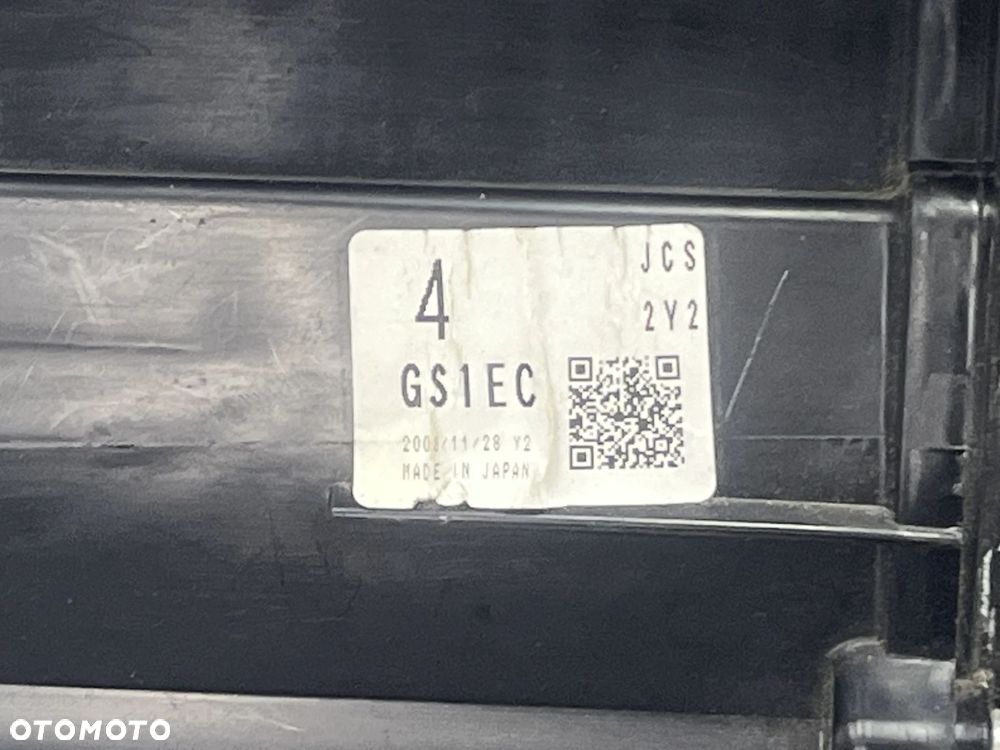 4
JCS
2Y2
GS1EC
Y2
MADE IN JAPAN
OTOMOTO